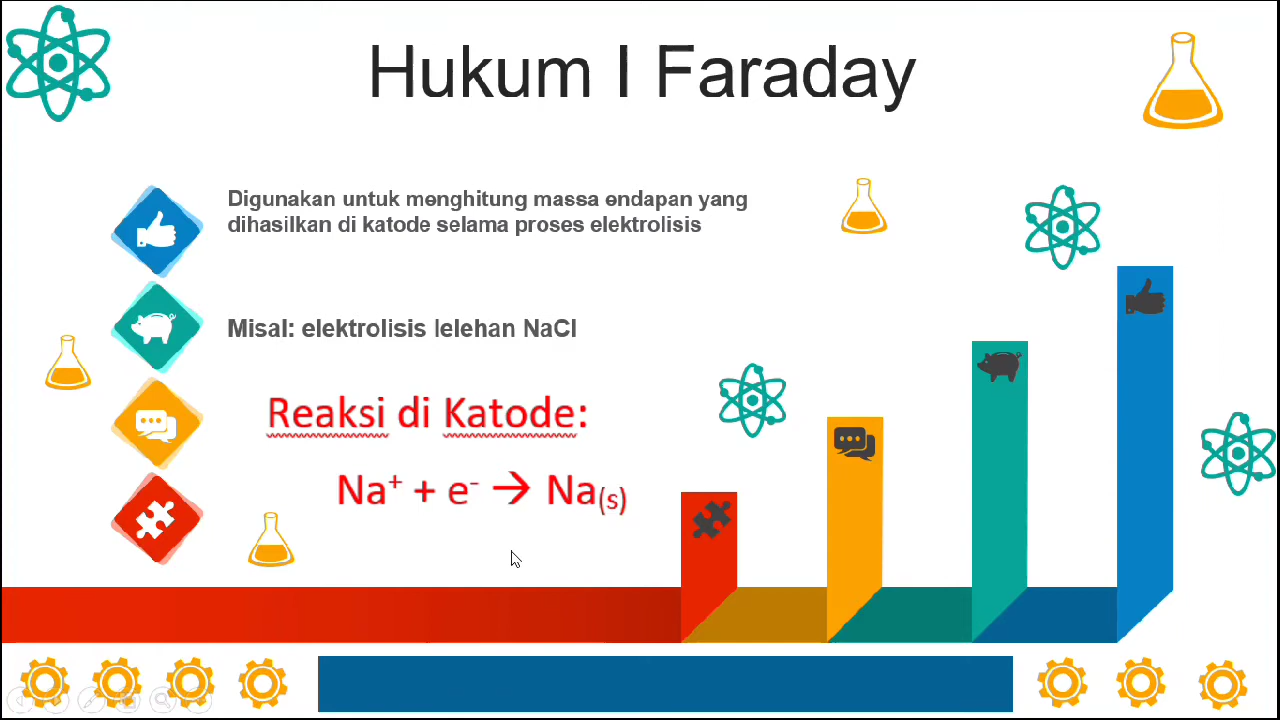 Hukum I Faraday
Digunakan untuk menghitung massa endapan yang
dihasilkan di katode selama proses elektrolisis
Misal: elektrolisis lelehan NaCl
Reaksi di Katode:
Na⁺ + e⁻ → Na₍s₎